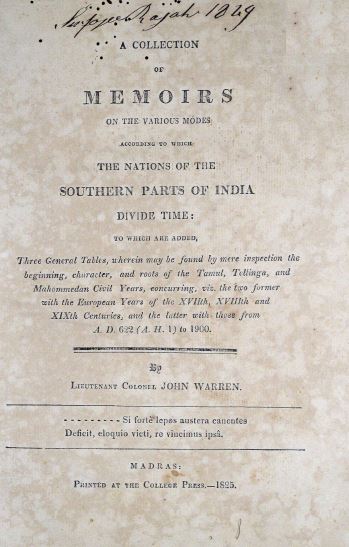 Rajah 1829
A COLLECTION
OF
MEMOIRS
ON THE VARIOUS MODES
ACCORDING TO WHICH
THE NATIONS OF THE
SOUTHERN PARTS OF INDIA
DIVIDE TIME:
TO WHICH ARE ADDED,
Three General Tables, wherein may be found by mere inspection the
beginning, character, and roots of the Tamul, Tellinga, and
Mahommedan Civil Years, concurring, viz. the two former
with the European Years of the XVIIth, XVIIIth and
XIXth Centuries, and the latter with those from
A. D. 622 (A. H. 1) to 1900.
By
LIEUTENANT COLONEL JOHN WARREN.
- - - - - - - - - Si forte lepos austera canentes
Deficit, eloquio victi, re vincimus ipsâ.
MADRAS:
PRINTED AT THE COLLEGE PRESS.—1825.